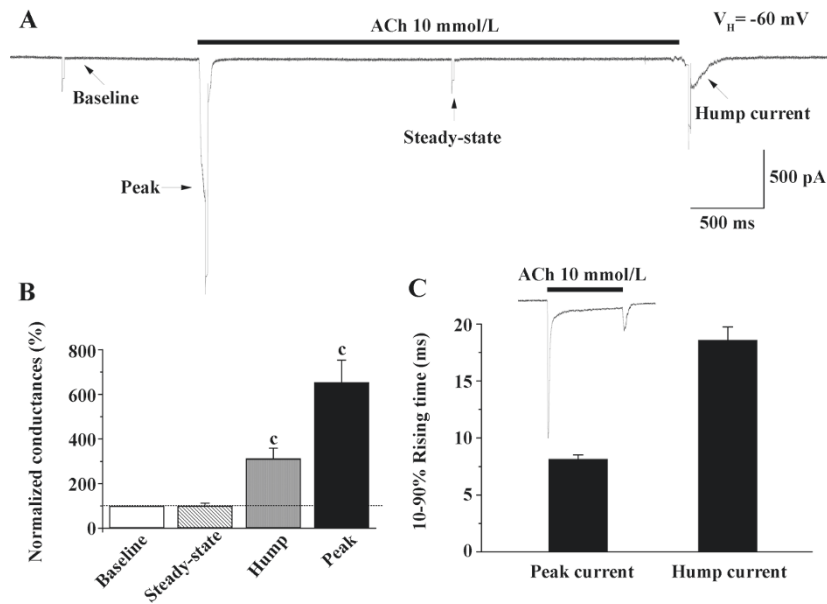 A
ACh 10 mmol/L
V_H= -60 mV
Baseline
Steady-state
Hump current
Peak
500 pA
500 ms
B
Normalized conductances (%)
800
600
400
200
0
c
c
Baseline
Steady-state
Hump
Peak
C
ACh 10 mmol/L
10-90% Rising time (ms)
20
15
10
5
0
Peak current
Hump current